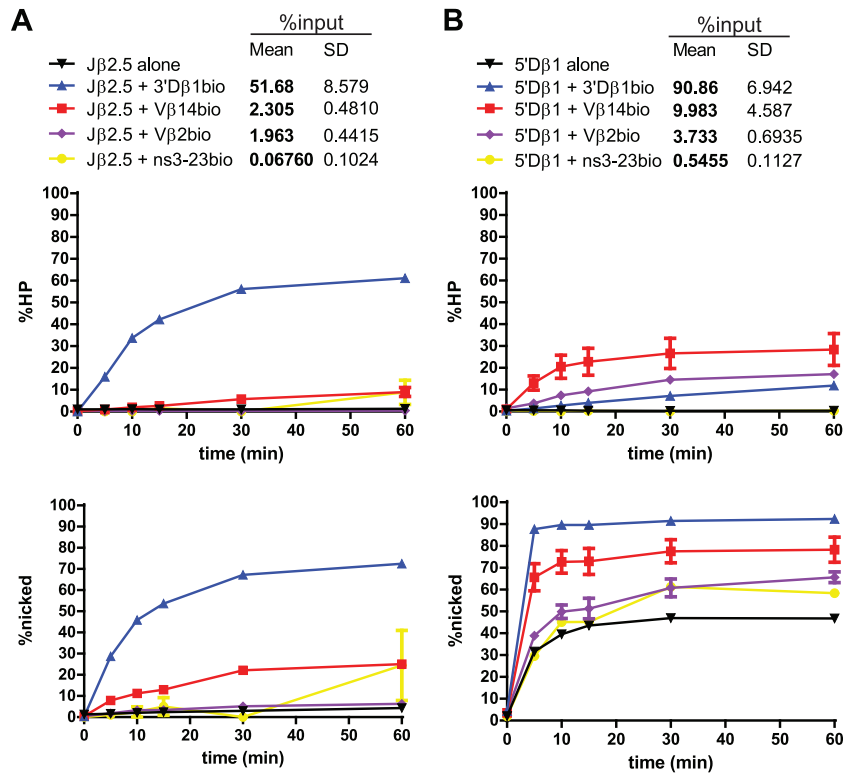 A
%input
Mean SD
Jβ2.5 alone
Jβ2.5 + 3'Dβ1bio 51.68 8.579
Jβ2.5 + Vβ14bio 2.305 0.4810
Jβ2.5 + Vβ2bio 1.963 0.4415
Jβ2.5 + ns3-23bio 0.06760 0.1024
100
90
80
70
60
50
40
30
20
10
0
%HP
0 10 20 30 40 50 60
time (min)
100
90
80
70
60
50
40
30
20
10
0
%nicked
0 10 20 30 40 50 60
time (min)
B
%input
Mean SD
5'Dβ1 alone
5'Dβ1 + 3'Dβ1bio 90.86 6.942
5'Dβ1 + Vβ14bio 9.983 4.587
5'Dβ1 + Vβ2bio 3.733 0.6935
5'Dβ1 + ns3-23bio 0.5455 0.1127
100
90
80
70
60
50
40
30
20
10
0
%HP
0 10 20 30 40 50 60
time (min)
100
90
80
70
60
50
40
30
20
10
0
%nicked
0 10 20 30 40 50 60
time (min)